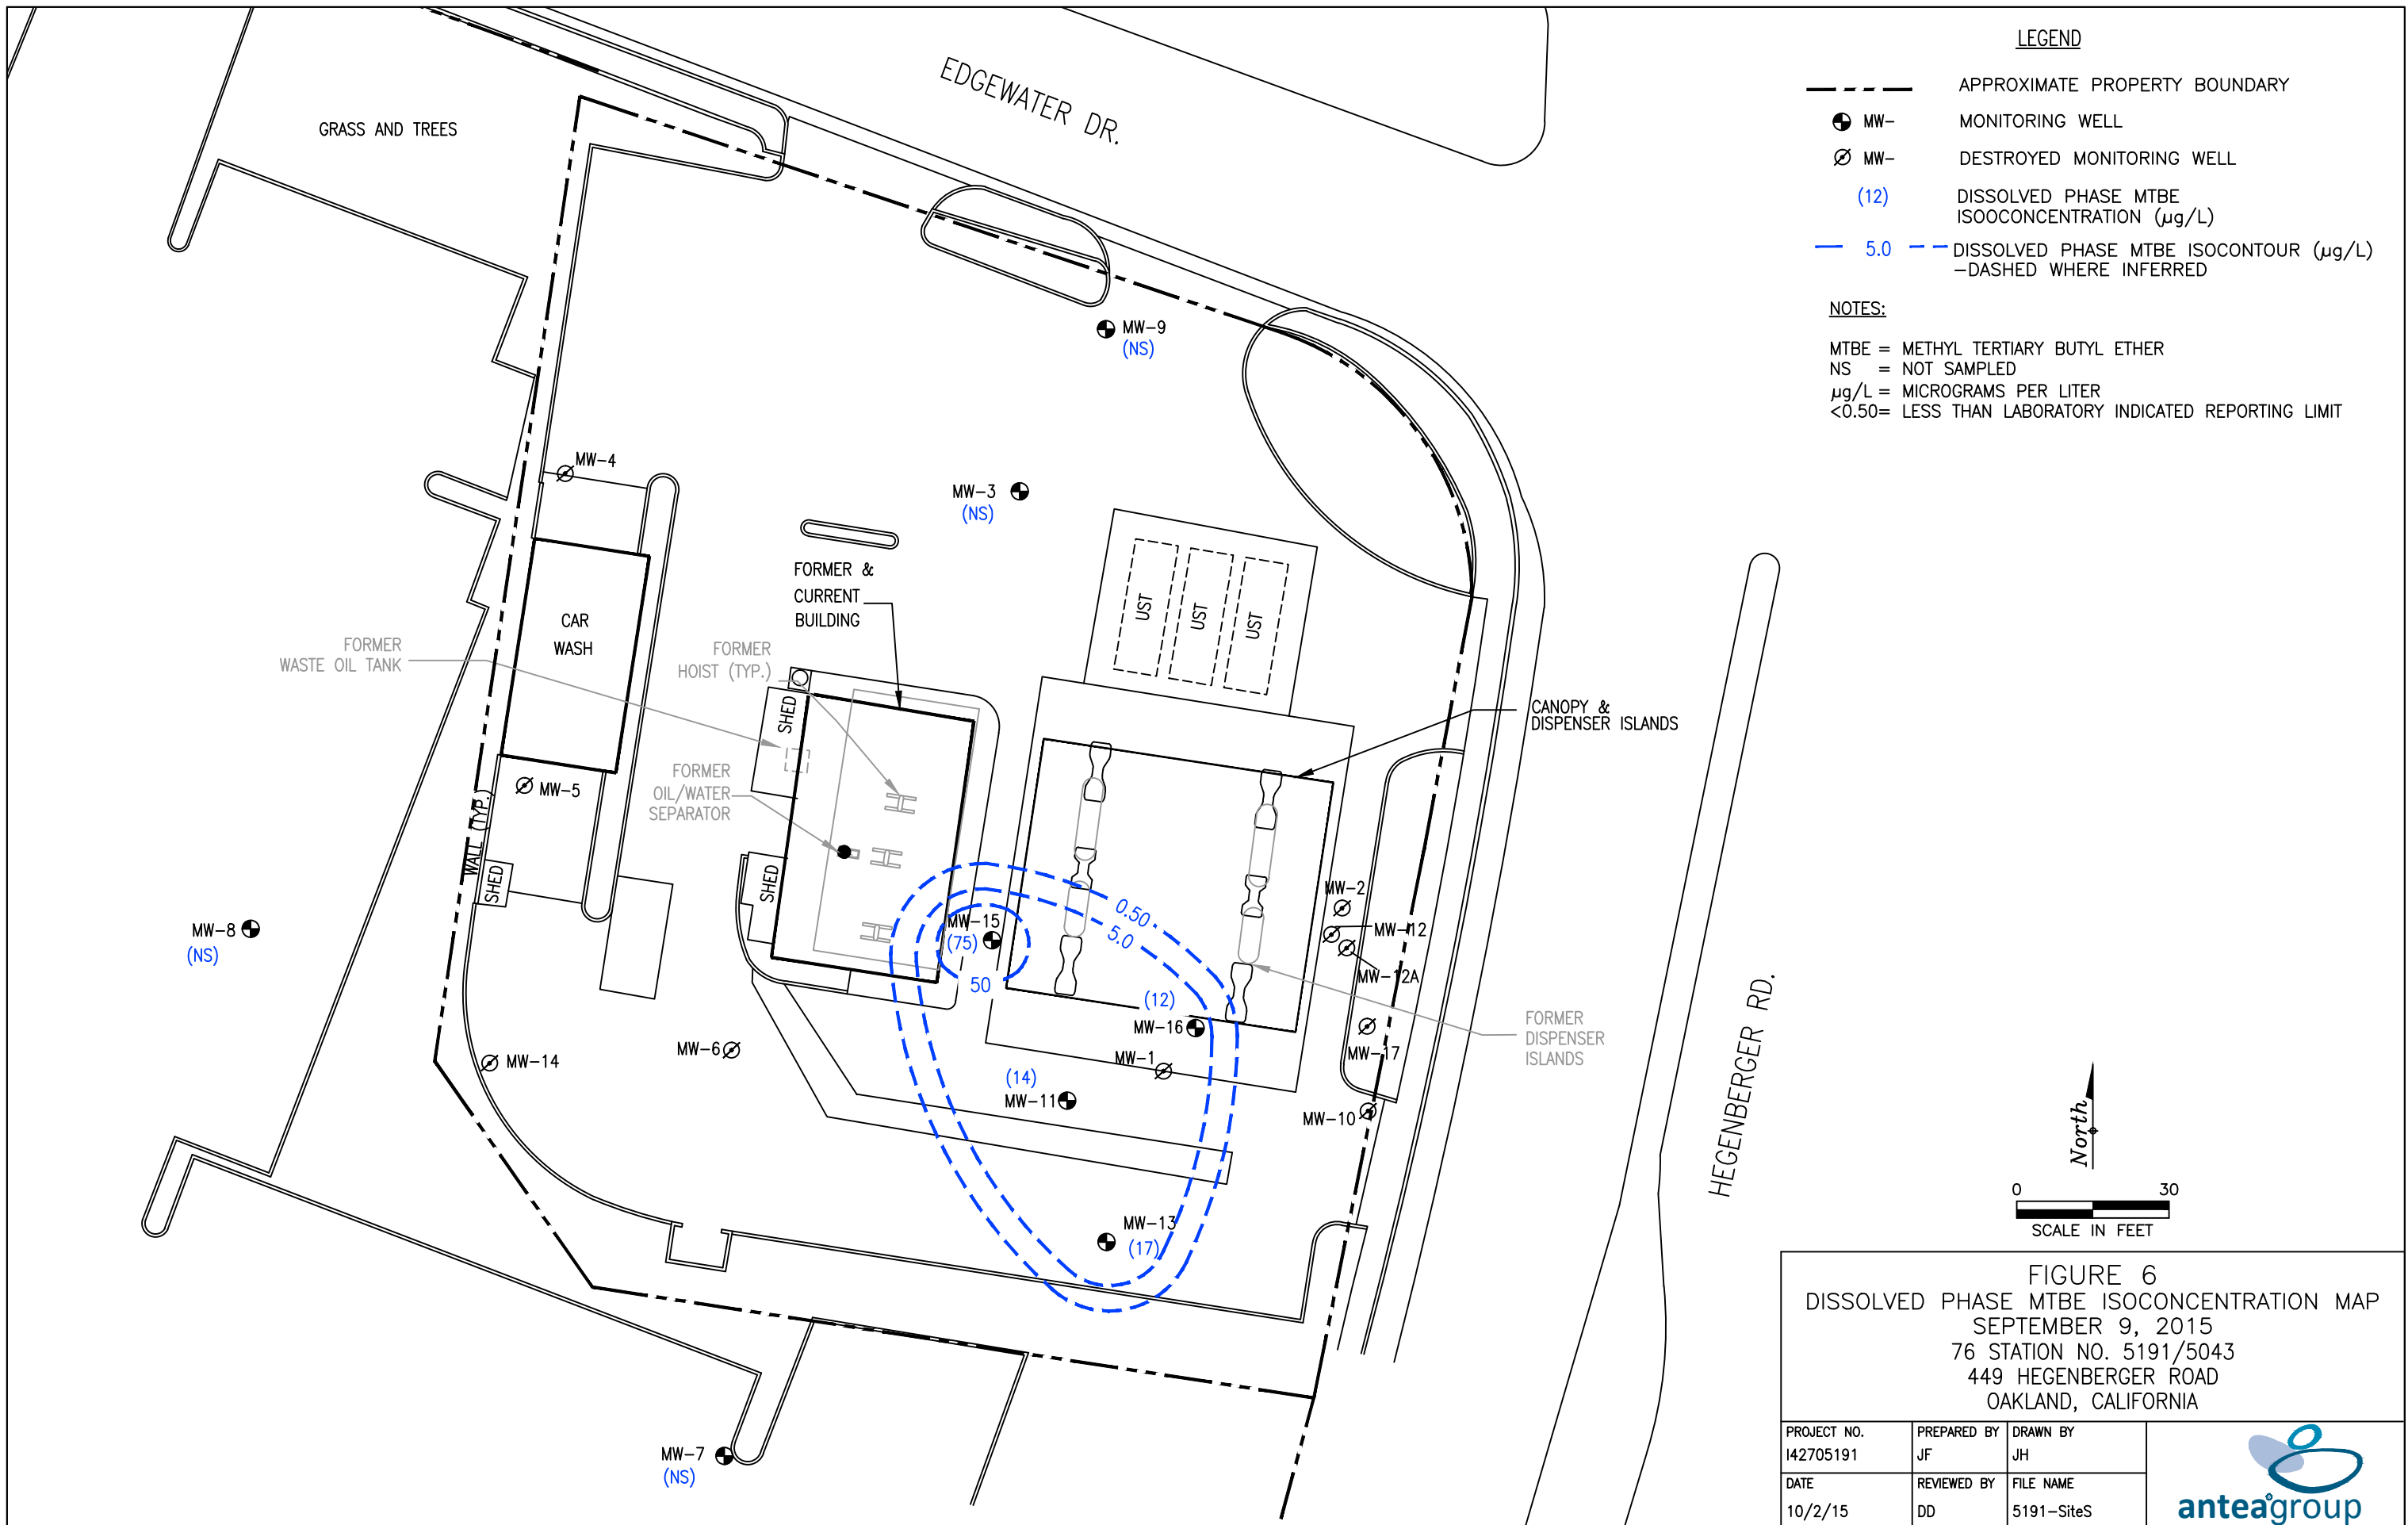 EDGEWATER DR.
GRASS AND TREES
LEGEND
APPROXIMATE PROPERTY BOUNDARY
MW- MONITORING WELL
MW- DESTROYED MONITORING WELL
(12) DISSOLVED PHASE MTBE
ISOOCONCENTRATION (µg/L)
5.0 DISSOLVED PHASE MTBE ISOCONTOUR (µg/L)
-DASHED WHERE INFERRED
NOTES:
MTBE = METHYL TERTIARY BUTYL ETHER
NS = NOT SAMPLED
µg/L = MICROGRAMS PER LITER
<0.50= LESS THAN LABORATORY INDICATED REPORTING LIMIT
MW-9
(NS)
MW-4
MW-3
(NS)
FORMER &
CURRENT
BUILDING
UST
UST
UST
CAR
WASH
FORMER
WASTE OIL TANK
FORMER
HOIST (TYP.)
SHED
CANOPY &
DISPENSER ISLANDS
FORMER
OIL/WATER
SEPARATOR
MW-5
WALL (TYP.)
SHED
SHED
MW-8
(NS)
MW-15
(75)
50
0.50
5.0
MW-2
MW-12
MW-12A
(12)
MW-16
MW-17
MW-1
FORMER
DISPENSER
ISLANDS
MW-14
MW-6
(14)
MW-11
MW-10
HEGENBERGER RD.
MW-13
(17)
MW-7
(NS)
North
0 30
SCALE IN FEET
FIGURE 6
DISSOLVED PHASE MTBE ISOCONCENTRATION MAP
SEPTEMBER 9, 2015
76 STATION NO. 5191/5043
449 HEGENBERGER ROAD
OAKLAND, CALIFORNIA
PROJECT NO. PREPARED BY DRAWN BY
I42705191 JF JH
DATE REVIEWED BY FILE NAME
10/2/15 DD 5191-SiteS
anteagroup